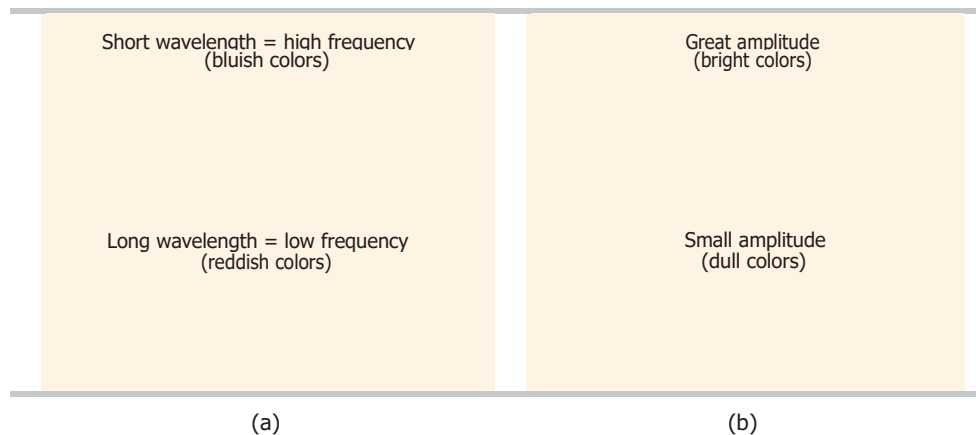 Short wavelength = high frequency
(bluish colors)
Long wavelength = low frequency
(reddish colors)
(a)
Great amplitude
(bright colors)
Small amplitude
(dull colors)
(b)